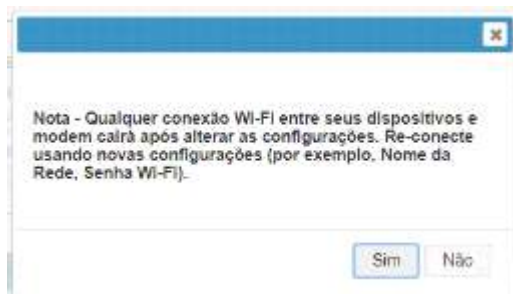 Nota - Qualquer conexão Wi-Fi entre seus dispositivos e
modem cairá após alterar as configurações. Re-conecte
usando novas configurações (por exemplo, Nome da
Rede, Senha Wi-Fi).
Sim Não